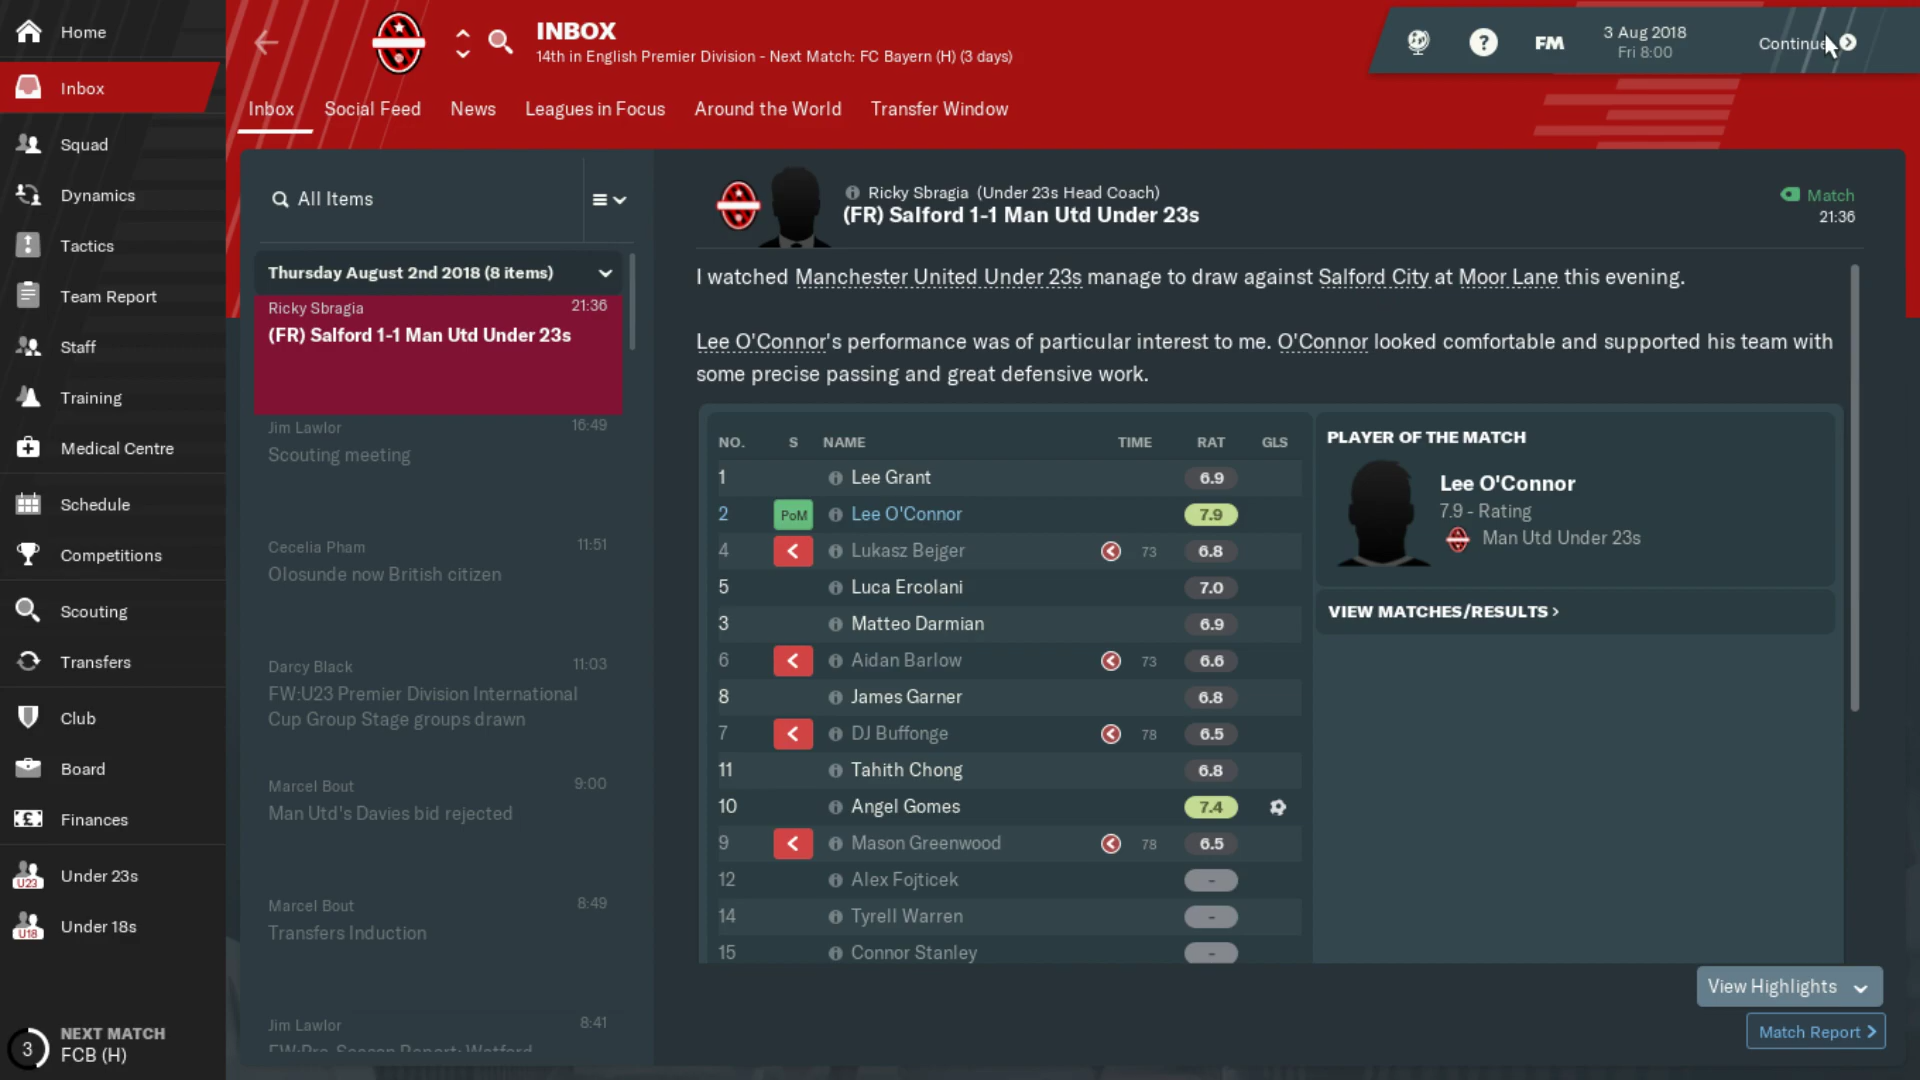 Home
Inbox
Squad
Dynamics
Tactics
Team Report
Staff
Training
Medical Centre
Schedule
Competitions
Scouting
Transfers
Club
Board
Finances
U23
Under 23s
U18
Under 18s
3
NEXT MATCH
FCB (H)
INBOX
14th in English Premier Division - Next Match: FC Bayern (H) (3 days)
?
FM
3 Aug 2018
Fri 8:00
Continue
Inbox Social Feed News Leagues in Focus Around the World Transfer Window
All Items
Thursday August 2nd 2018 (8 items)
Ricky Sbragia 21:36
(FR) Salford 1-1 Man Utd Under 23s
Jim Lawlor 16:49
Scouting meeting
Cecelia Pham 11:51
Olosunde now British citizen
Darcy Black 11:03
FW:U23 Premier Division International
Cup Group Stage groups drawn
Marcel Bout 9:00
Man Utd's Davies bid rejected
Marcel Bout 8:49
Transfers Induction
Jim Lawlor 8:41
FW:Pre-Season Report: Watford
Ricky Sbragia (Under 23s Head Coach)
(FR) Salford 1-1 Man Utd Under 23s
Match
21:36
I watched Manchester United Under 23s manage to draw against Salford City at Moor Lane this evening.
Lee O'Connor's performance was of particular interest to me. O'Connor looked comfortable and supported his team with
some precise passing and great defensive work.
NO. S NAME TIME RAT GLS
1 Lee Grant 6.9
2 PoM Lee O'Connor 7.9
4 Lukasz Bejger 73 6.8
5 Luca Ercolani 7.0
3 Matteo Darmian 6.9
6 Aidan Barlow 73 6.6
8 James Garner 6.8
7 DJ Buffonge 78 6.5
11 Tahith Chong 6.8
10 Angel Gomes 7.4
9 Mason Greenwood 78 6.5
12 Alex Fojticek -
14 Tyrell Warren -
15 Connor Stanley -
PLAYER OF THE MATCH
Lee O'Connor
7.9 - Rating
Man Utd Under 23s
VIEW MATCHES/RESULTS >
View Highlights
Match Report >